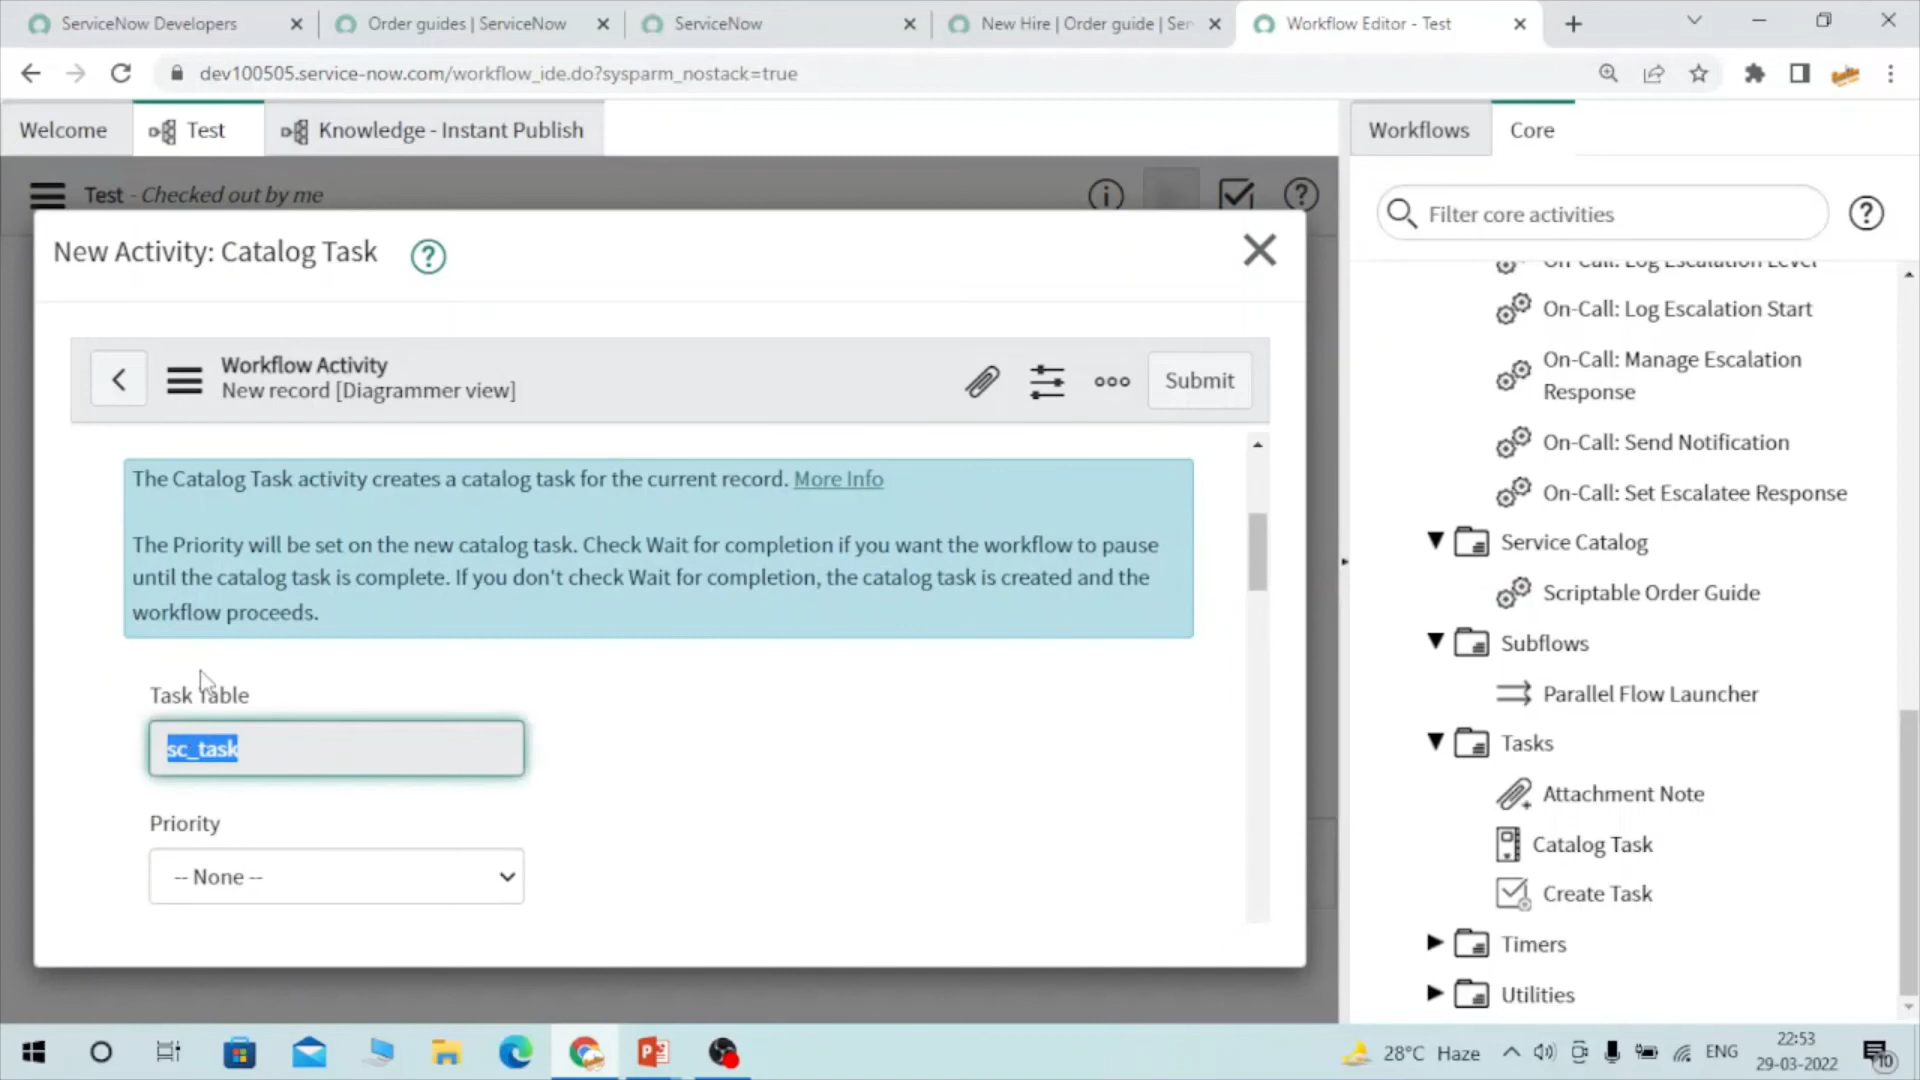 ServiceNow Developers
Order guides | ServiceNow
ServiceNow
New Hire | Order guide | Ser
Workflow Editor - Test
dev100505.service-now.com/workflow_ide.do?sysparm_nostack=true
Welcome
Test
Knowledge - Instant Publish
Workflows
Core
Test - Checked out by me
Filter core activities
New Activity: Catalog Task
On-Call: Log Escalation Level
On-Call: Log Escalation Start
On-Call: Manage Escalation
Response
On-Call: Send Notification
On-Call: Set Escalatee Response
Service Catalog
Scriptable Order Guide
Subflows
Parallel Flow Launcher
Tasks
Attachment Note
Catalog Task
Create Task
Timers
Utilities
Workflow Activity
New record [Diagrammer view]
Submit
The Catalog Task activity creates a catalog task for the current record. More Info
The Priority will be set on the new catalog task. Check Wait for completion if you want the workflow to pause
until the catalog task is complete. If you don't check Wait for completion, the catalog task is created and the
workflow proceeds.
Task Table
sc_task
Priority
-- None --
28°C Haze
ENG
22:53
29-03-2022
10